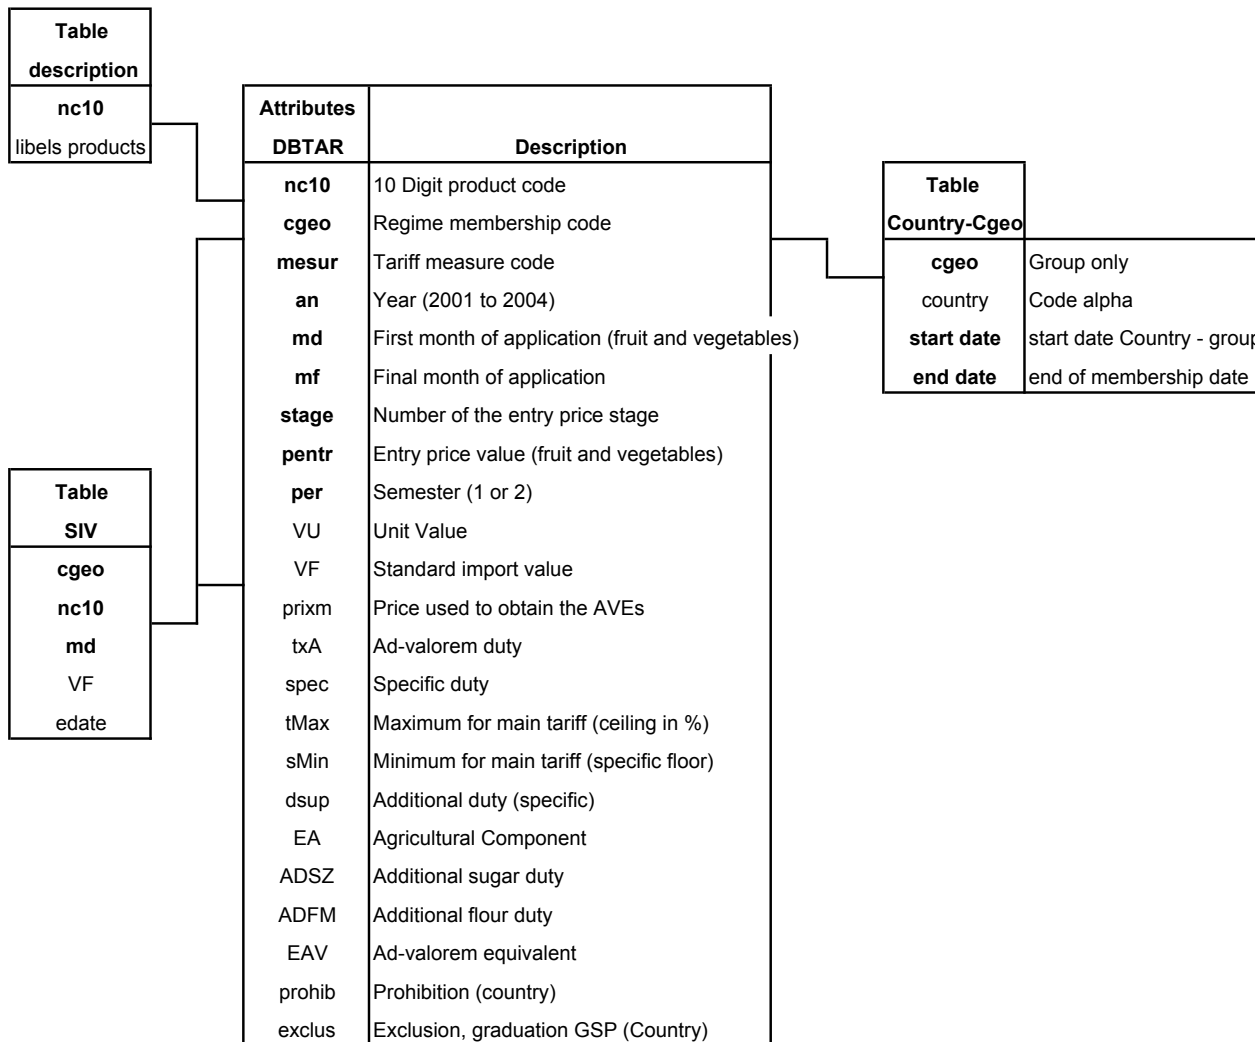 Table
description
nc10
libels products
Attributes
DBTAR Description
nc10 10 Digit product code
cgeo Regime membership code
mesur Tariff measure code
an Year (2001 to 2004)
md First month of application (fruit and vegetables)
mf Final month of application
stage Number of the entry price stage
pentr Entry price value (fruit and vegetables)
per Semester (1 or 2)
VU Unit Value
VF Standard import value
prixm Price used to obtain the AVEs
txA Ad-valorem duty
spec Specific duty
tMax Maximum for main tariff (ceiling in %)
sMin Minimum for main tariff (specific floor)
dsup Additional duty (specific)
EA Agricultural Component
ADSZ Additional sugar duty
ADFM Additional flour duty
EAV Ad-valorem equivalent
prohib Prohibition (country)
exclus Exclusion, graduation GSP (Country)
Table
Country-Cgeo
cgeo Group only
country Code alpha
start date start date Country - group
end date end of membership date
Table
SIV
cgeo
nc10
md
VF
edate